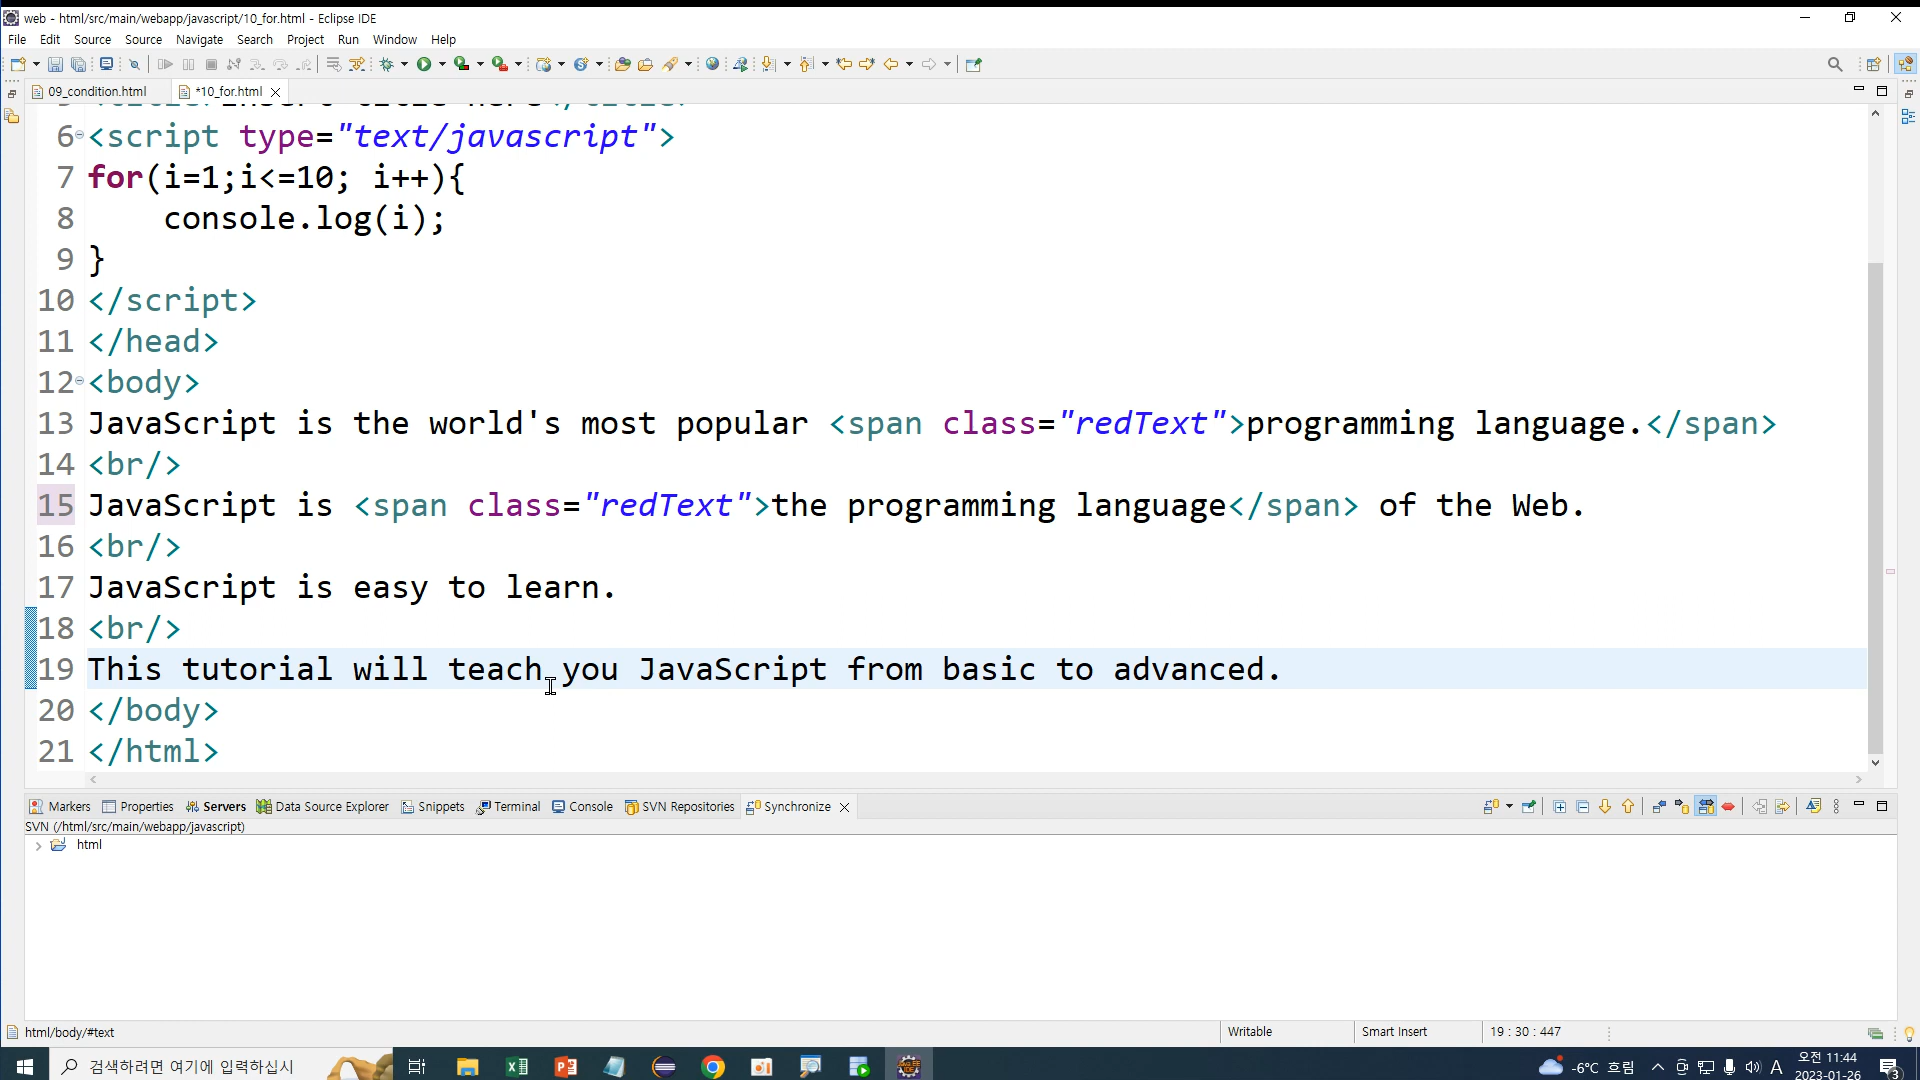 web - html/src/main/webapp/javascript/10_for.html - Eclipse IDE
File Edit Source Source Navigate Search Project Run Window Help
09_condition.html *10_for.html
6 <script type="text/javascript">
7 for(i=1;i<=10; i++){
8 console.log(i);
9 }
10 </script>
11 </head>
12 <body>
13 JavaScript is the world's most popular <span class="redText">programming language.</span>
14 <br/>
15 JavaScript is <span class="redText">the programming language</span> of the Web.
16 <br/>
17 JavaScript is easy to learn.
18 <br/>
19 This tutorial will teach you JavaScript from basic to advanced.
20 </body>
21 </html>
Markers Properties Servers Data Source Explorer Snippets Terminal Console SVN Repositories Synchronize
SVN (/html/src/main/webapp/javascript)
html
html/body/#text Writable Smart Insert 19 : 30 : 447
검색하려면 여기에 입력하십시 -6°C 흐림 A 오전 11:44
2023-01-26 3